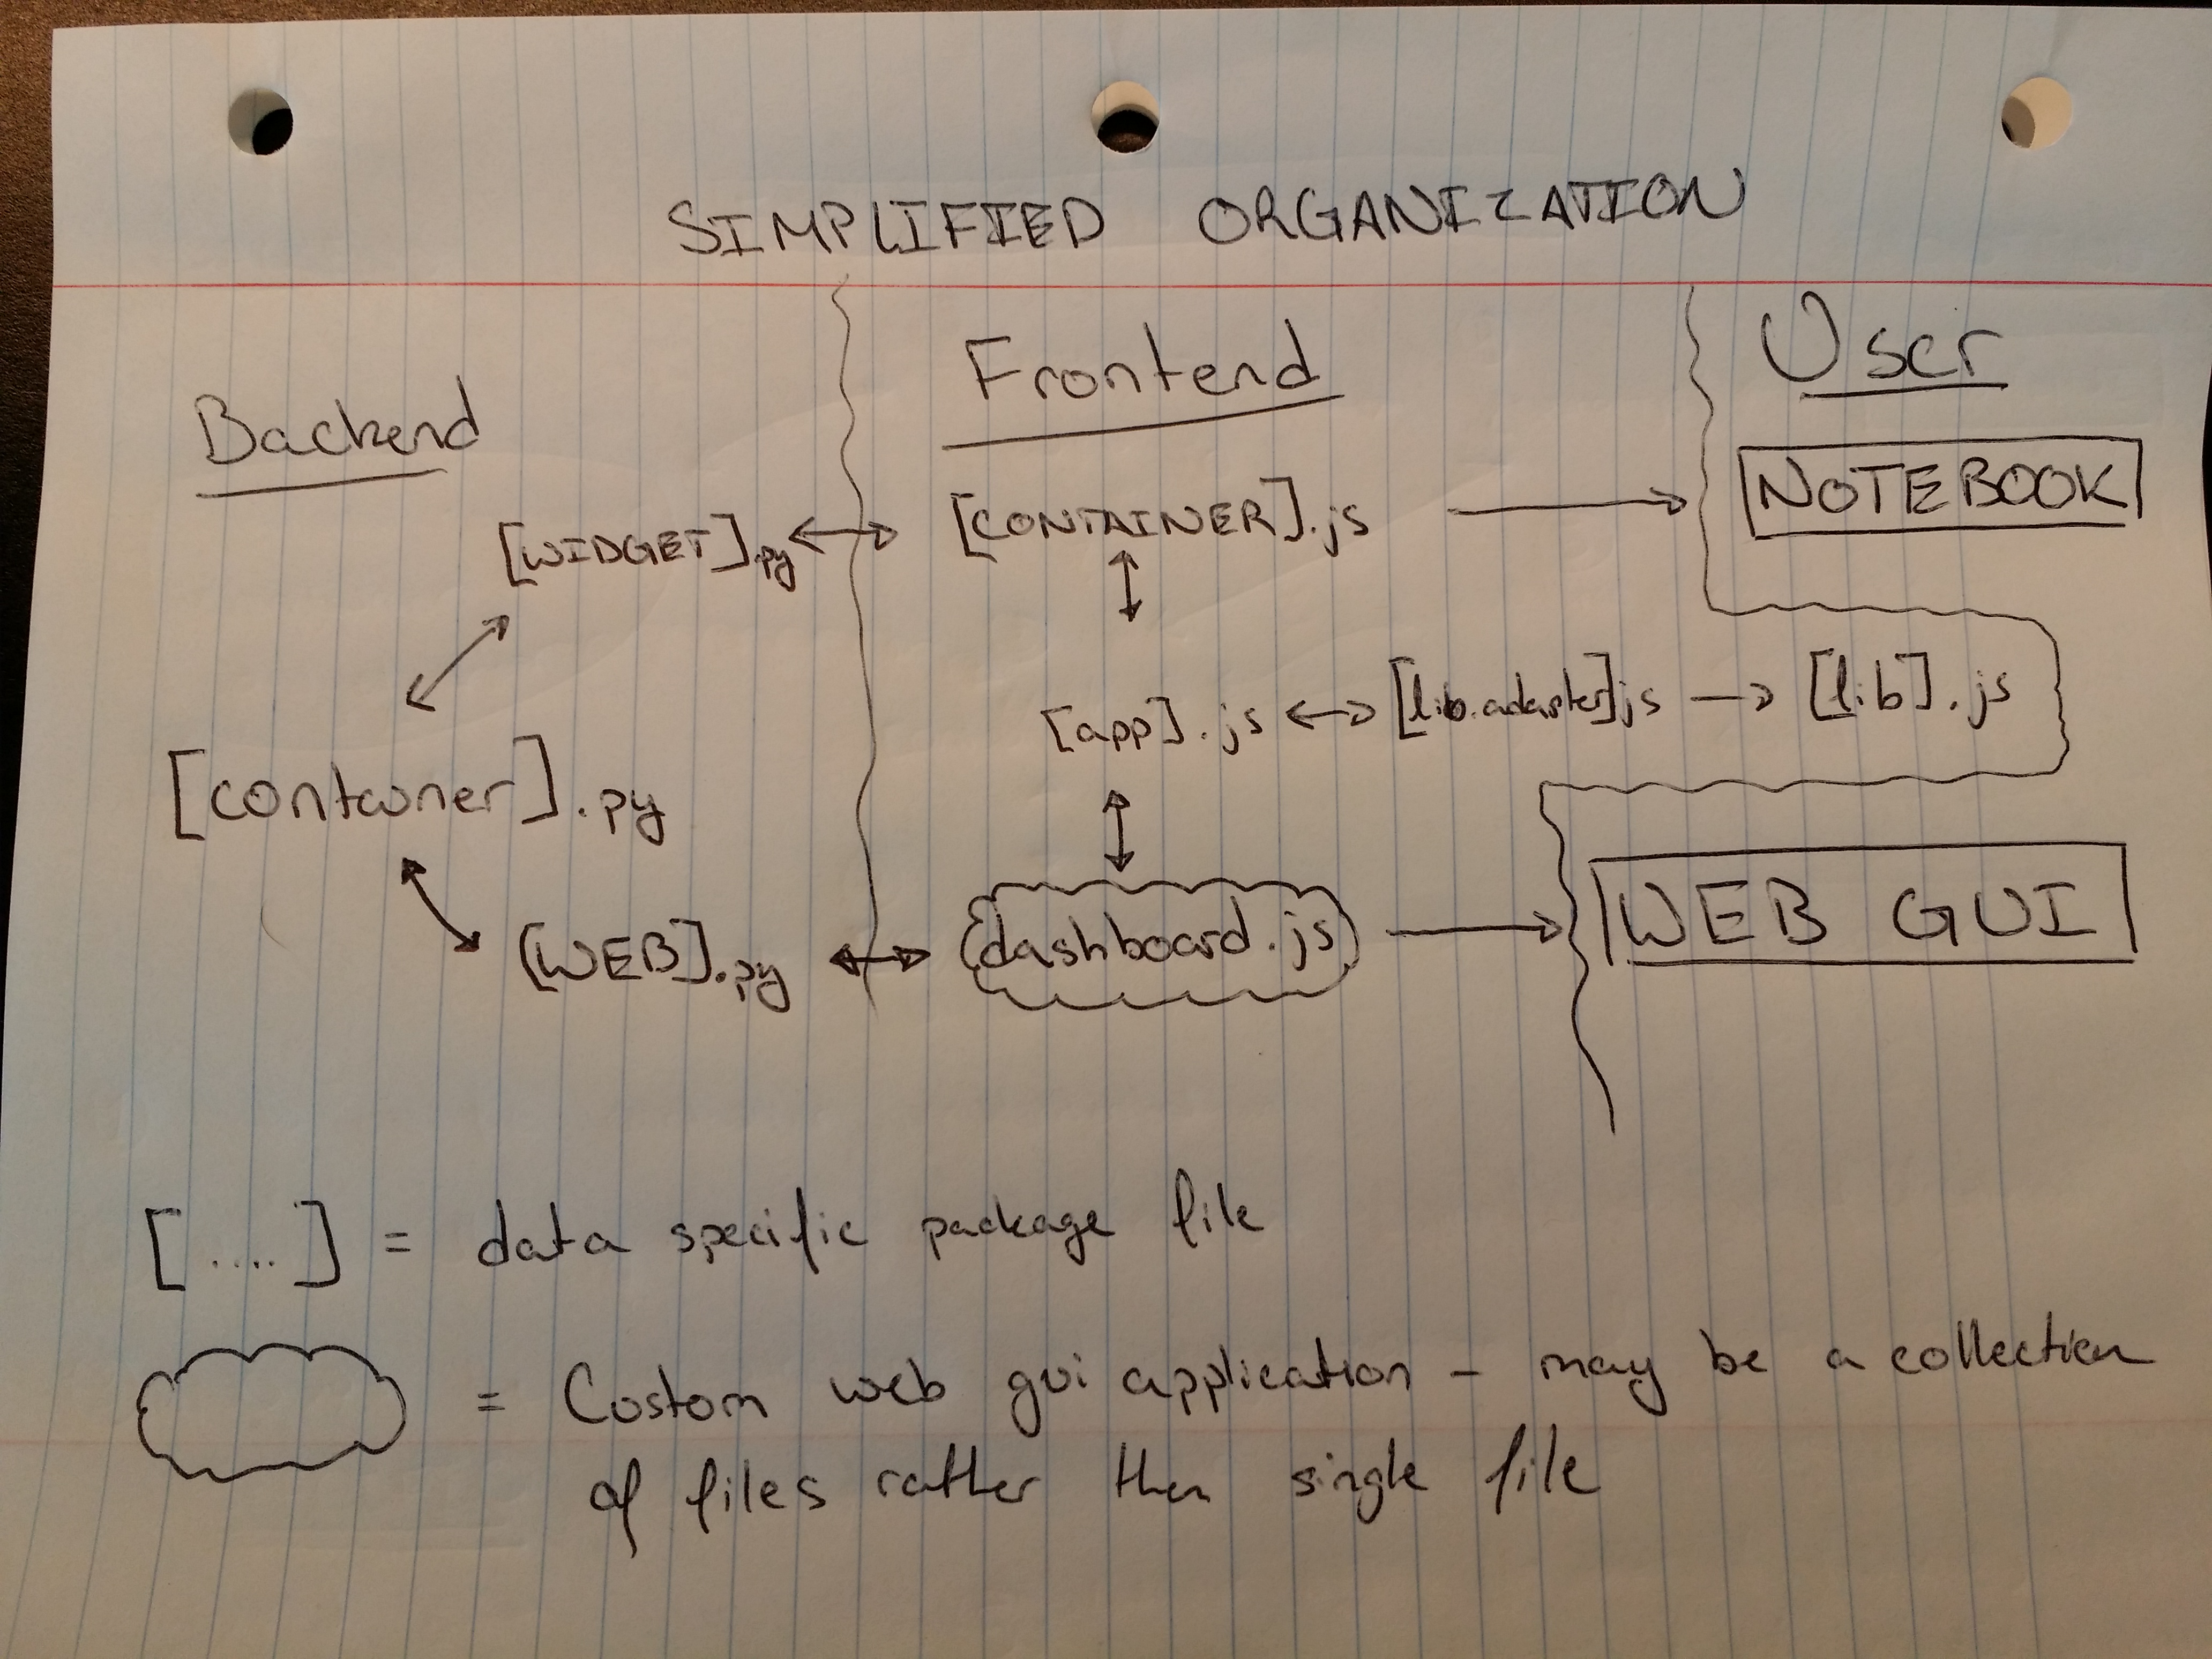 SIMPLIFIED ORGANIZATION
Backend
Frontend
User
[WIDGET].py
[CONTAINER].js
NOTEBOOK
[container].py
[app].js
[lib.adapter]js
[lib].js
[WEB].py
dashboard.js
WEB GUI
[.....] = data specific package file
= Custom web gui application - may be a collection
of files rather then single file